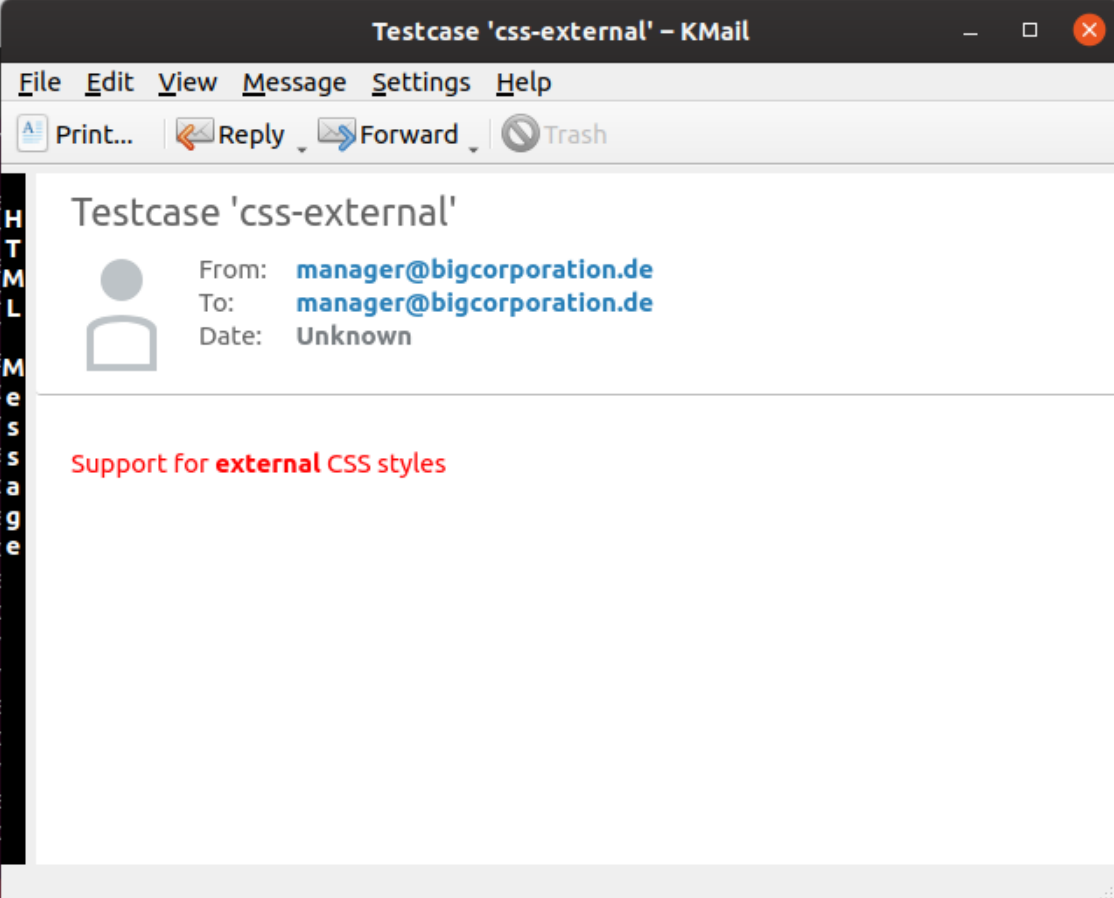 Testcase 'css-external' – KMail
File Edit View Message Settings Help
Print... Reply Forward Trash
HTML Message
Testcase 'css-external'
From: manager@bigcorporation.de
To: manager@bigcorporation.de
Date: Unknown
Support for external CSS styles